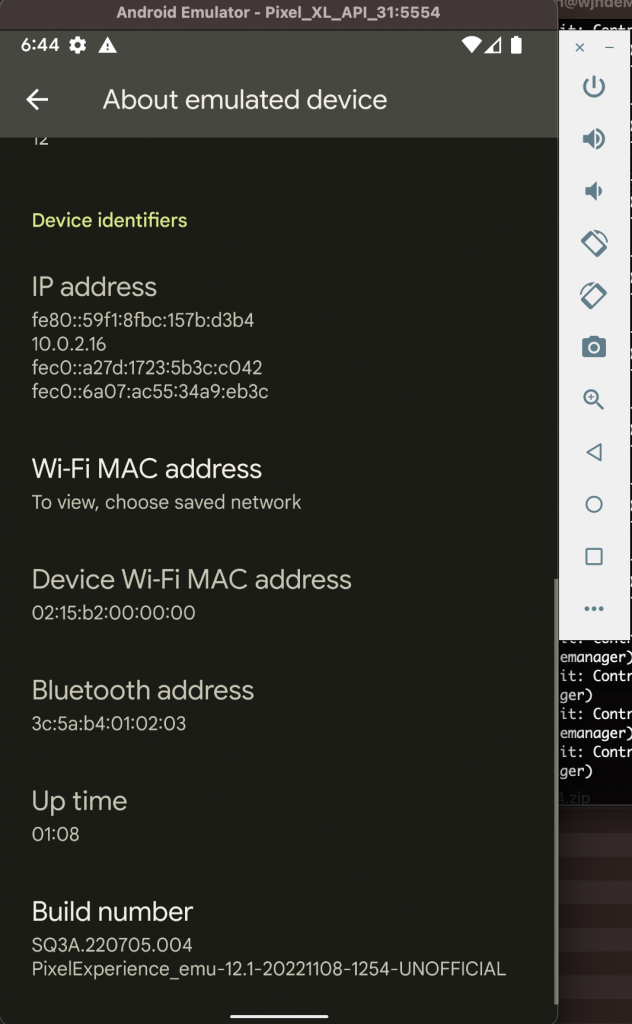 Android Emulator - Pixel_XL_API_31:5554
6:44
About emulated device
12
Device identifiers
IP address
fe80::59f1:8fbc:157b:d3b4
10.0.2.16
fec0::a27d:1723:5b3c:c042
fec0::6a07:ac55:34a9:eb3c
Wi-Fi MAC address
To view, choose saved network
Device Wi-Fi MAC address
02:15:b2:00:00:00
Bluetooth address
3c:5a:b4:01:02:03
Up time
01:08
Build number
SQ3A.220705.004
PixelExperience_emu-12.1-20221108-1254-UNOFFICIAL
emanager)
it: Contr
ger)
it: Contr
emanager)
it: Contr
ger)
.zip